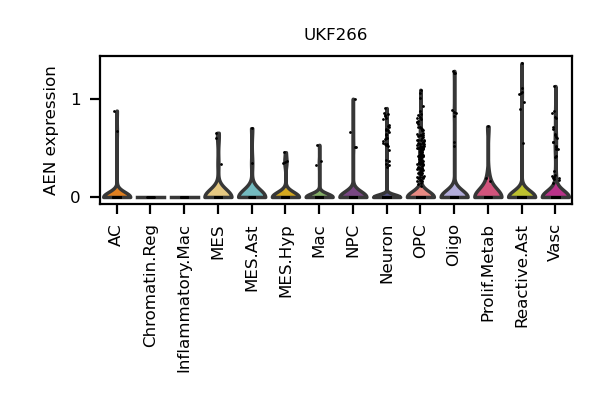 UKF266
AEN expression
1
0
AC
Chromatin.Reg
Inflammatory.Mac
MES
MES.Ast
MES.Hyp
Mac
NPC
Neuron
OPC
Oligo
Prolif.Metab
Reactive.Ast
Vasc